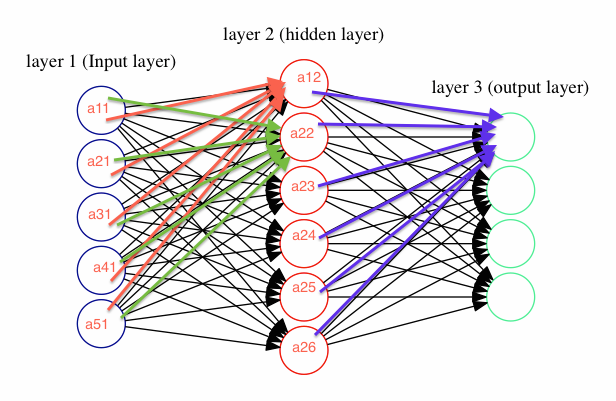 layer 2 (hidden layer)
layer 1 (Input layer)
layer 3 (output layer)
a11
a21
a31
a41
a51
a12
a22
a23
a24
a25
a26